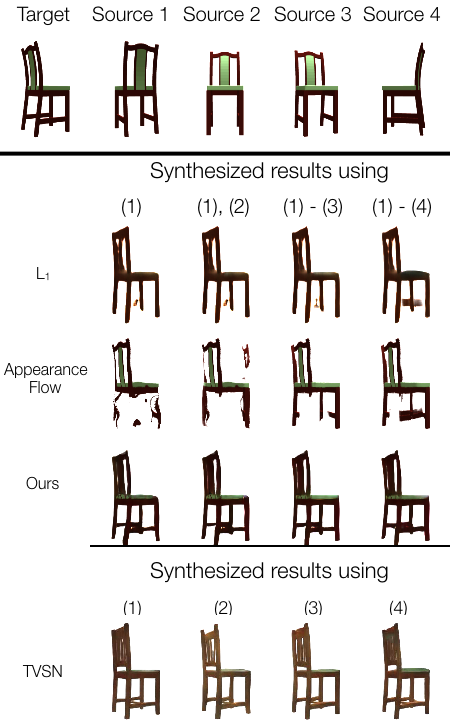 Target Source 1 Source 2 Source 3 Source 4
Synthesized results using
(1) (1), (2) (1) - (3) (1) - (4)
L₁
Appearance
Flow
Ours
Synthesized results using
(1) (2) (3) (4)
TVSN